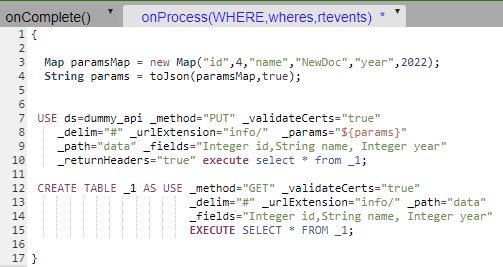 onComplete() onProcess(WHERE,wheres,rtevents) *
1 {
2
3 Map paramsMap = new Map("id",4,"name","NewDoc","year",2022);
4 String params = toJson(paramsMap,true);
5
6
7 USE ds=dummy_api _method="PUT" _validateCerts="true"
8 _delim="#" _urlExtension="info/" _params="${params}"
9 _path="data" _fields="Integer id,String name, Integer year"
10 _returnHeaders="true" execute select * from _1;
11
12 CREATE TABLE _1 AS USE _method="GET" _validateCerts="true"
13 _delim="#" _urlExtension="info/" _path="data"
14 _fields="Integer id,String name, Integer year"
15 EXECUTE SELECT * FROM _1;
16
17 }